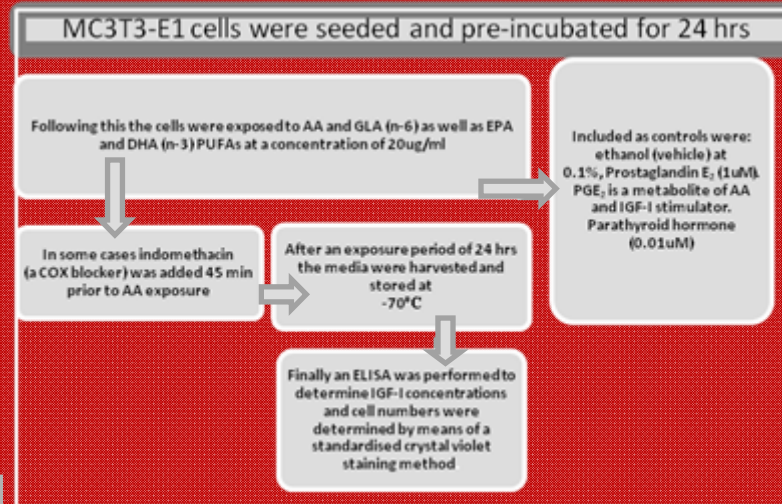 MC3T3-E1 cells were seeded and pre-incubated for 24 hrs
Following this the cells were exposed to AA and GLA (n-6) as well as EPA
and DHA (n-3) PUFAs at a concentration of 20ug/ml
Included as controls were:
ethanol (vehicle) at
0.1%, Prostaglandin E₂ (1uM).
PGE₂ is a metabolite of AA
and IGF-I stimulator.
Parathyroid hormone
(0.01uM)
In some cases indomethacin
(a COX blocker) was added 45 min
prior to AA exposure
After an exposure period of 24 hrs
the media were harvested and
stored at
-70°C
Finally an ELISA was performed to
determine IGF-I concentrations
and cell numbers were
determined by means of a
standardised crystal violet
staining method